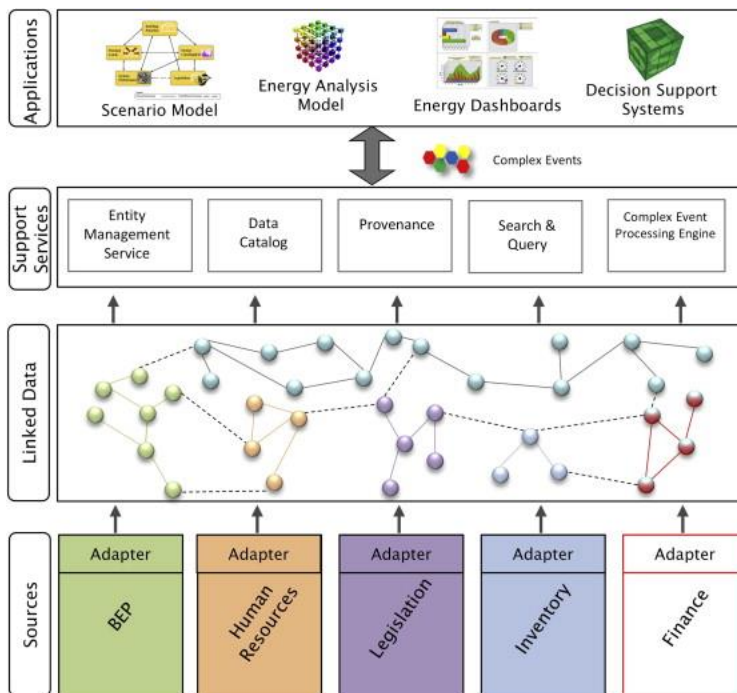 Applications
Scenario Model
Energy Analysis
Model
Energy Dashboards
Decision Support
Systems
Complex Events
Support
Services
Entity
Management
Service
Data
Catalog
Provenance
Search &
Query
Complex Event
Processing Engine
Linked Data
Sources
Adapter
BEP
Adapter
Human
Resources
Adapter
Legislation
Adapter
Inventory
Adapter
Finance